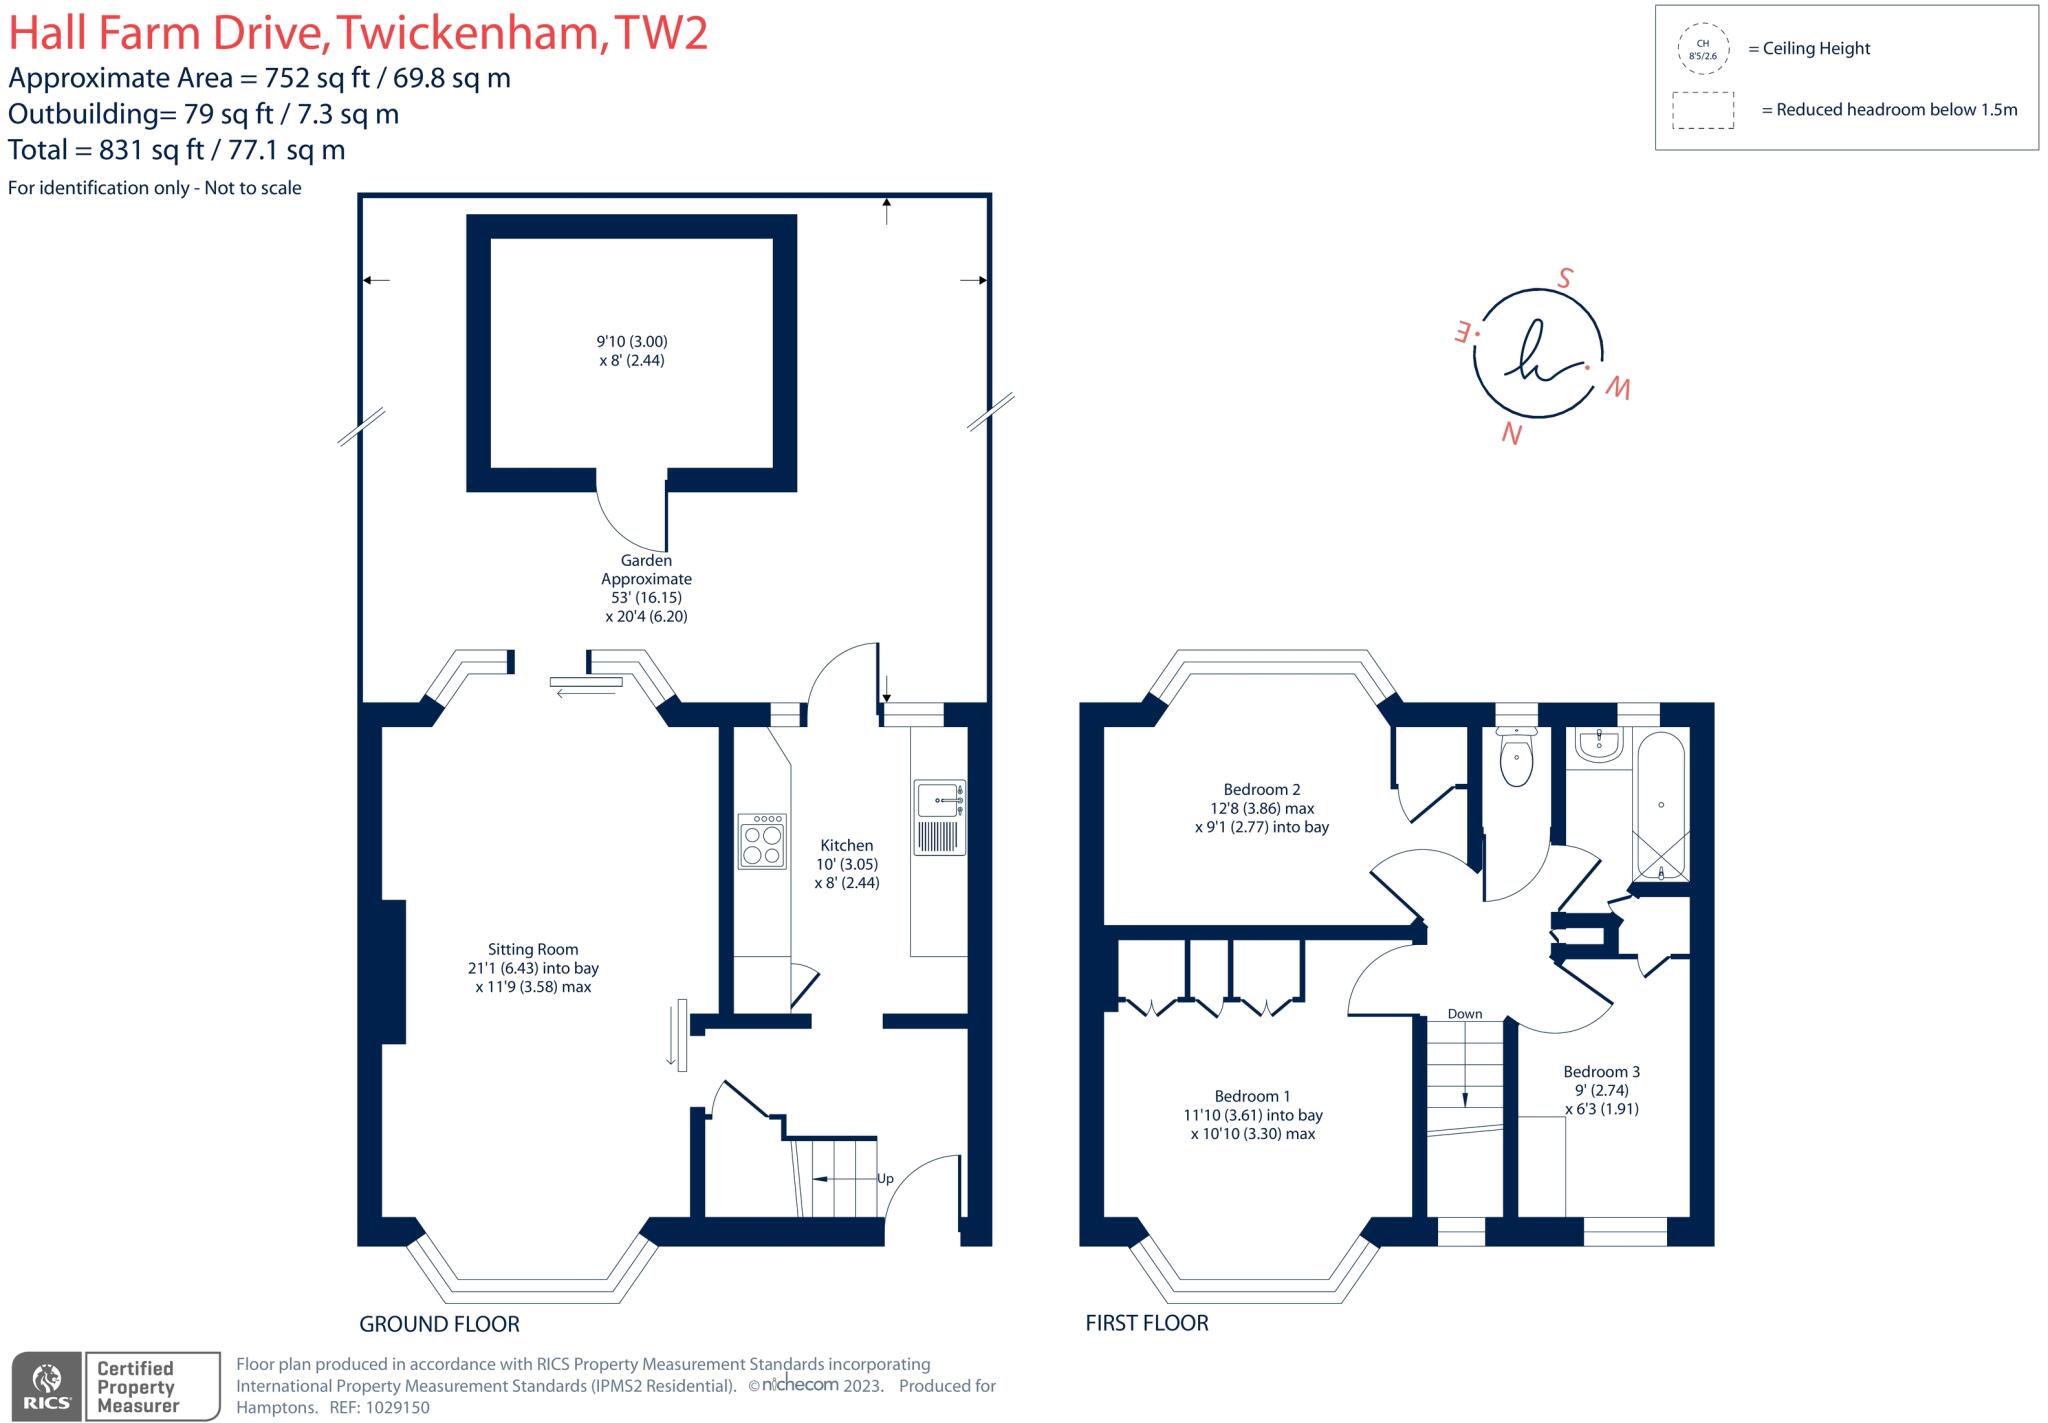 Hall Farm Drive, Twickenham, TW2
Approximate Area = 752 sq ft / 69.8 sq m
Outbuilding= 79 sq ft / 7.3 sq m
Total = 831 sq ft / 77.1 sq m
For identification only - Not to scale
CH
8'5/2.6
= Ceiling Height
= Reduced headroom below 1.5m
S
E
W
N
h
9'10 (3.00)
x 8' (2.44)
Garden
Approximate
53' (16.15)
x 20'4 (6.20)
Kitchen
10' (3.05)
x 8' (2.44)
Sitting Room
21'1 (6.43) into bay
x 11'9 (3.58) max
Up
GROUND FLOOR
Bedroom 2
12'8 (3.86) max
x 9'1 (2.77) into bay
Down
Bedroom 3
9' (2.74)
x 6'3 (1.91)
Bedroom 1
11'10 (3.61) into bay
x 10'10 (3.30) max
FIRST FLOOR
RICS
Certified
Property
Measurer
Floor plan produced in accordance with RICS Property Measurement Standards incorporating
International Property Measurement Standards (IPMS2 Residential). © nichecom 2023. Produced for
Hamptons. REF: 1029150